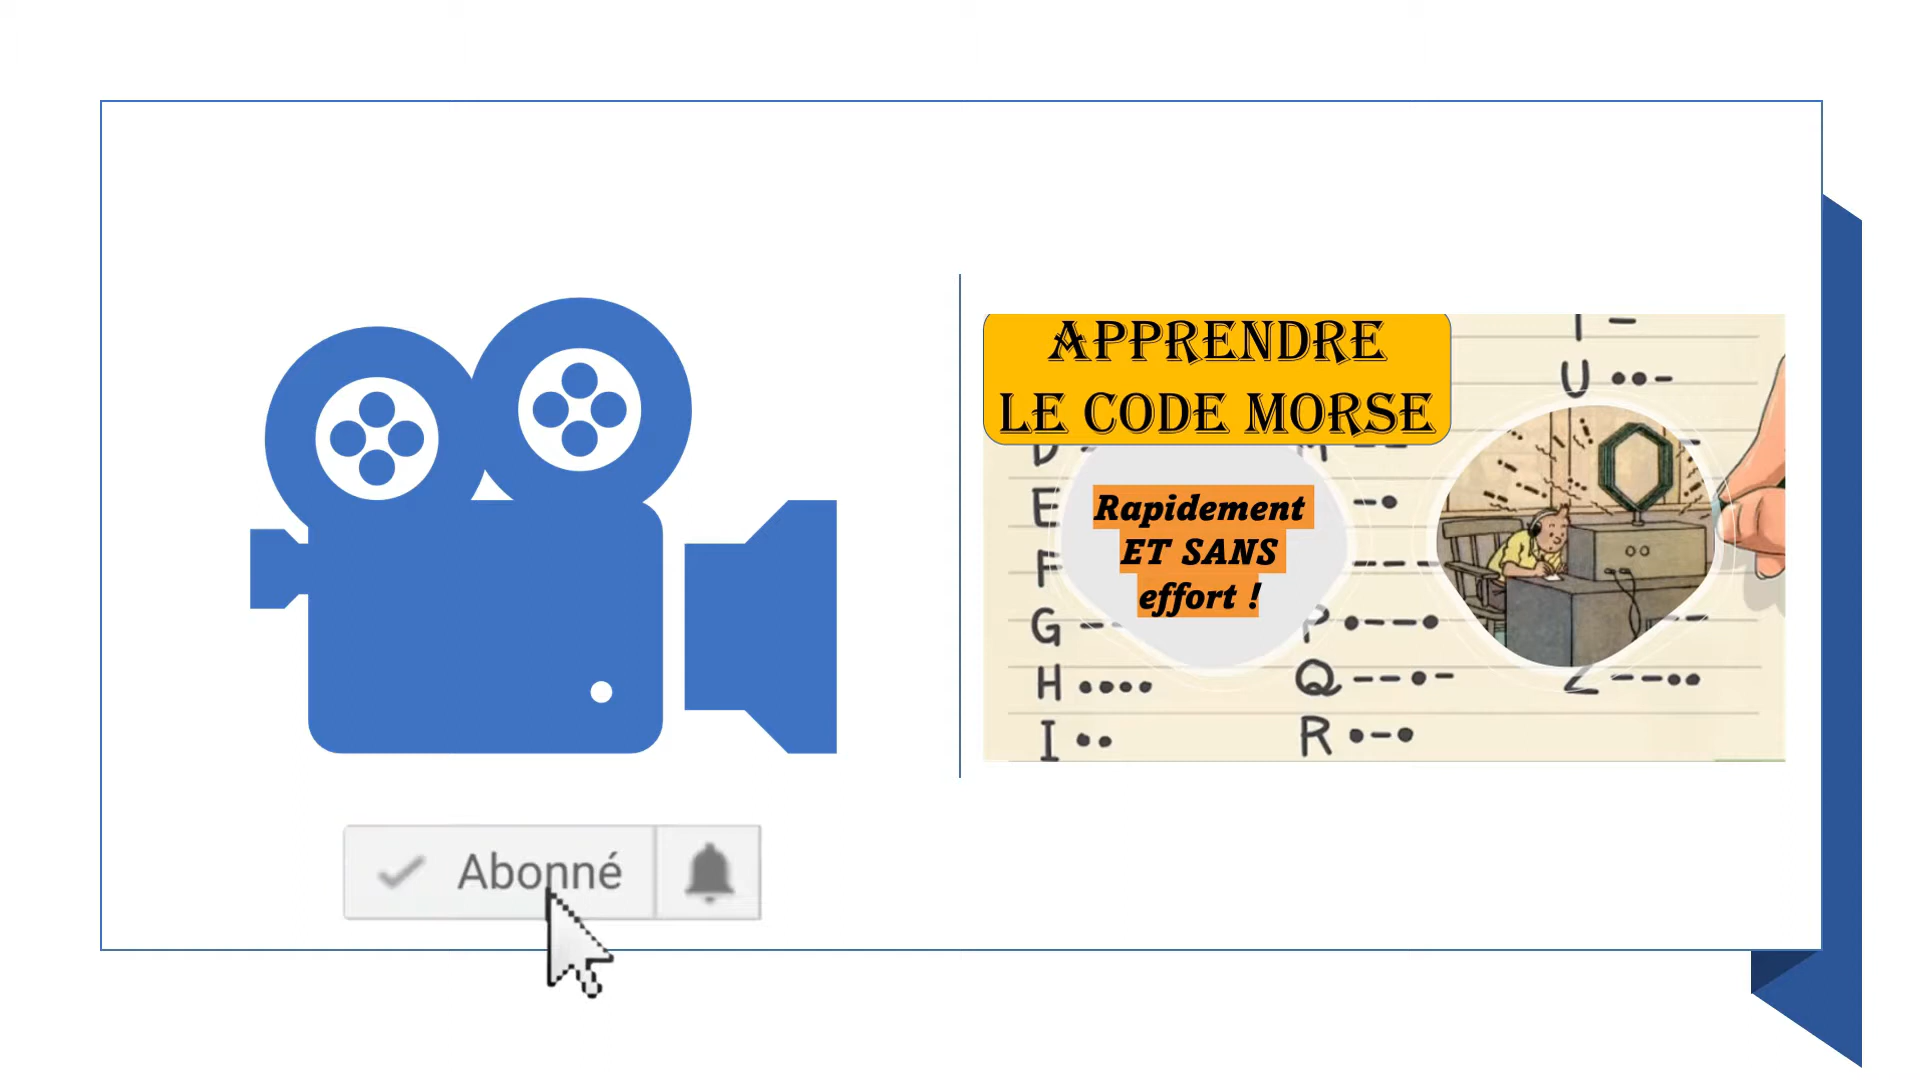 APPRENDRE
LE CODE MORSE
Rapidement
ET SANS
effort !
U ••-
E
-•
F
G
P •--•
H ••••
Q --•-
Z --••
I ••
R •-•
Abonné